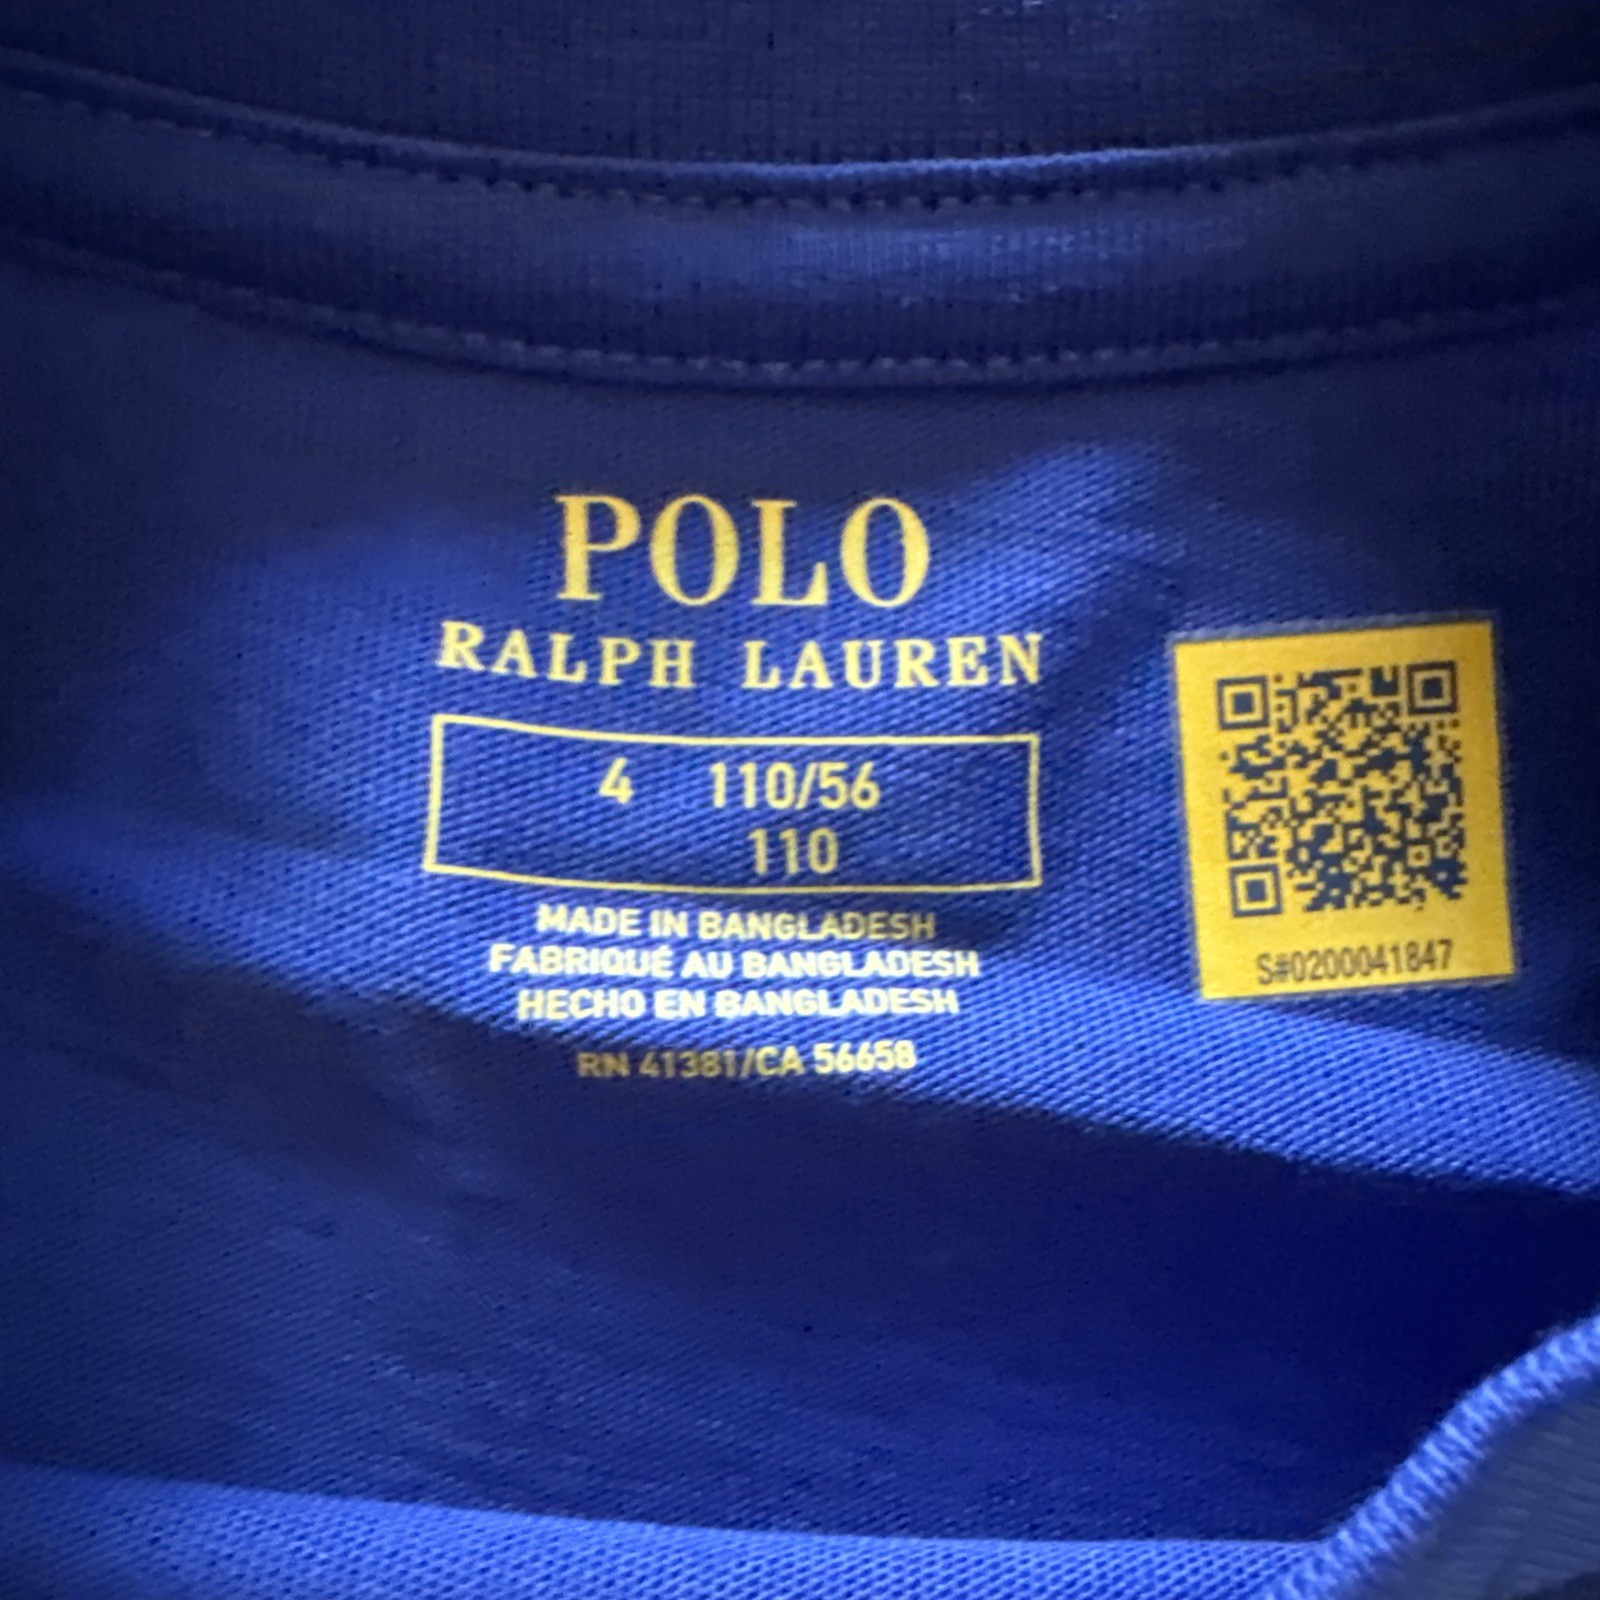 POLO
RALPH LAUREN
4 110/56
110
MADE IN BANGLADESH
FABRIQUÉ AU BANGLADESH
HECHO EN BANGLADESH
RN 41381/CA 56658
S#0200041847